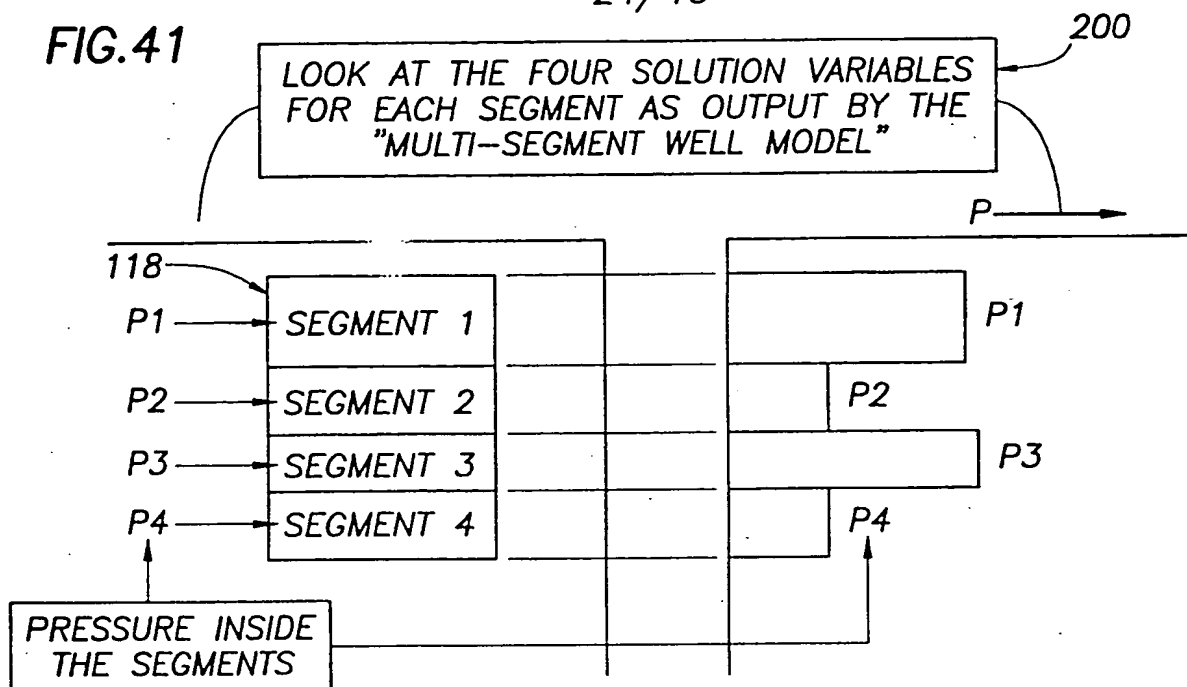 FIG.41
200
LOOK AT THE FOUR SOLUTION VARIABLES
FOR EACH SEGMENT AS OUTPUT BY THE
"MULTI-SEGMENT WELL MODEL"
P
118
P1
SEGMENT 1
P1
P2
SEGMENT 2
P2
P3
SEGMENT 3
P3
P4
SEGMENT 4
P4
PRESSURE INSIDE
THE SEGMENTS